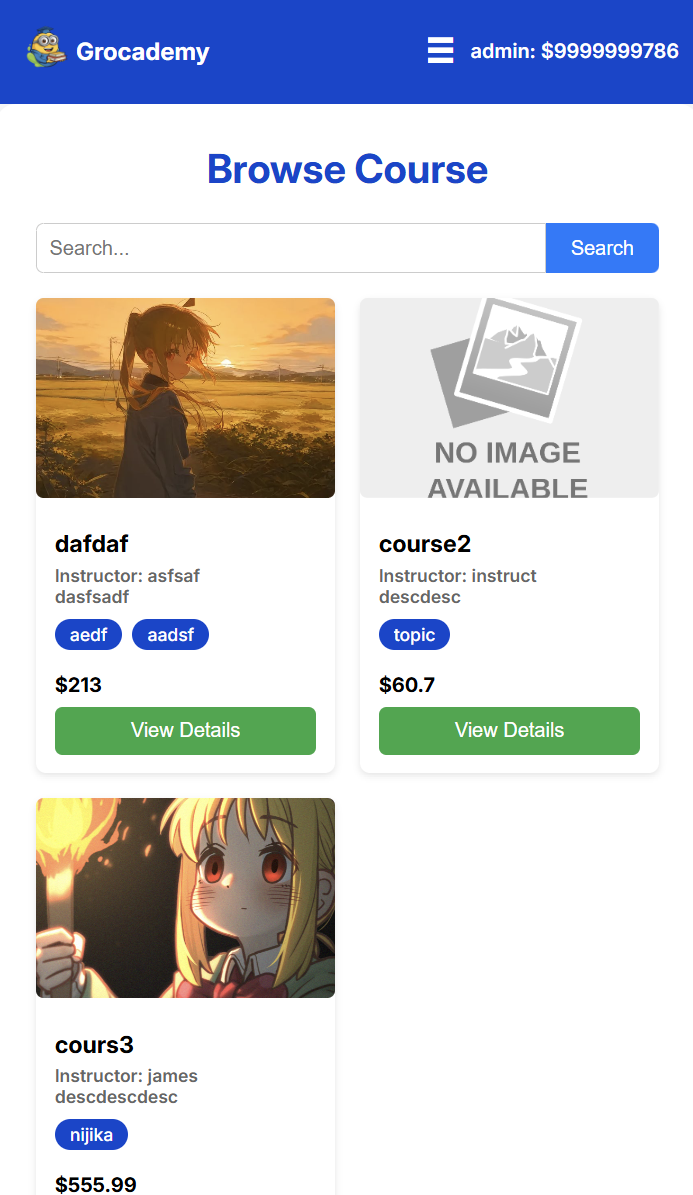 Grocademy
admin: $9999999786
Browse Course
Search...
Search
NO IMAGE
AVAILABLE
dafdaf
Instructor: asfsaf
dasfsadf
aedf
aadsf
$213
View Details
course2
Instructor: instruct
descdesc
topic
$60.7
View Details
cours3
Instructor: james
descdescdesc
nijika
$555.99